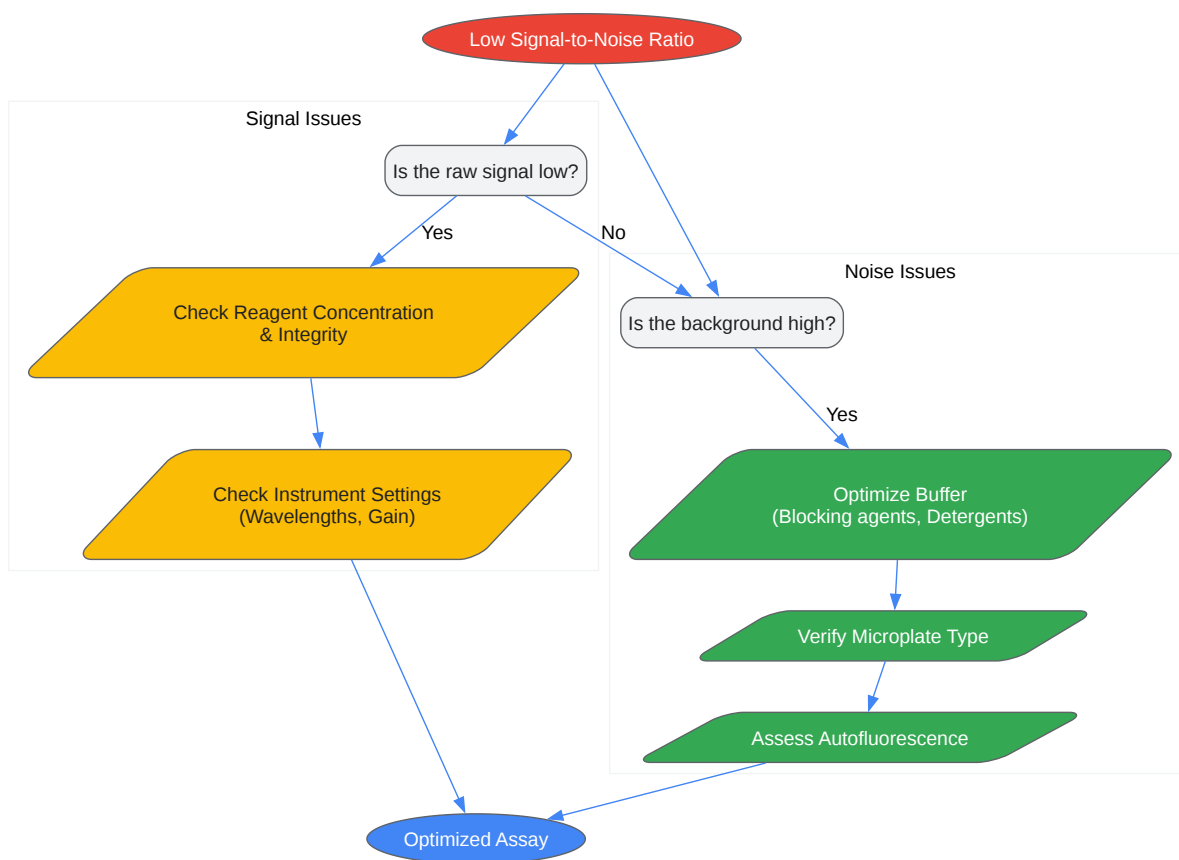 Low Signal-to-Noise Ratio
Signal Issues
Is the raw signal low?
Yes
No
Noise Issues
Check Reagent Concentration
& Integrity
Is the background high?
Yes
Check Instrument Settings
(Wavelengths, Gain)
Optimize Buffer
(Blocking agents, Detergents)
Verify Microplate Type
Assess Autofluorescence
Optimized Assay